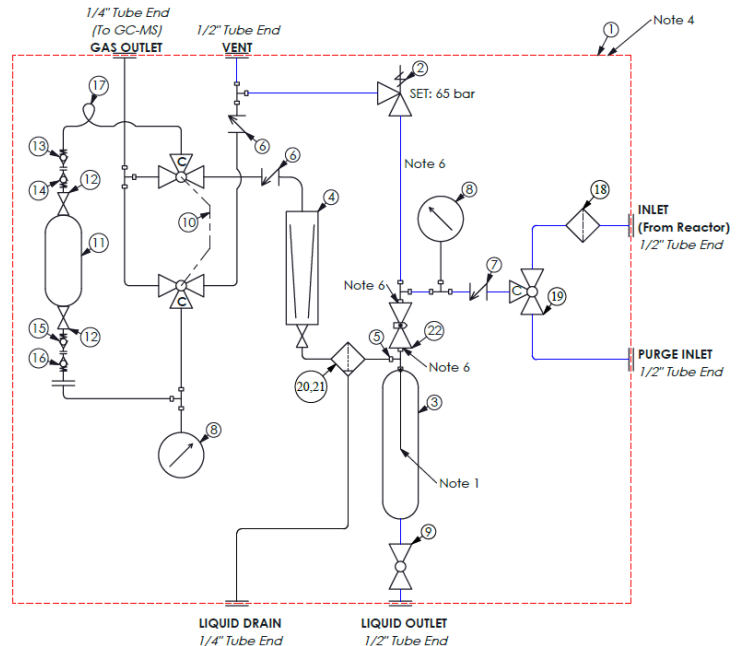 1/4" Tube End
(To GC-MS)
GAS OUTLET
1/2" Tube End
VENT
1
Note 4
2
SET: 65 bar
17
13
14
12
6
6
Note 6
8
18
INLET
(From Reactor)
1/2" Tube End
C
10
4
11
7
C
19
Note 6
C
12
15
16
5
22
Note 6
PURGE INLET
1/2" Tube End
20,21
3
8
Note 1
9
LIQUID DRAIN
1/4" Tube End
LIQUID OUTLET
1/2" Tube End